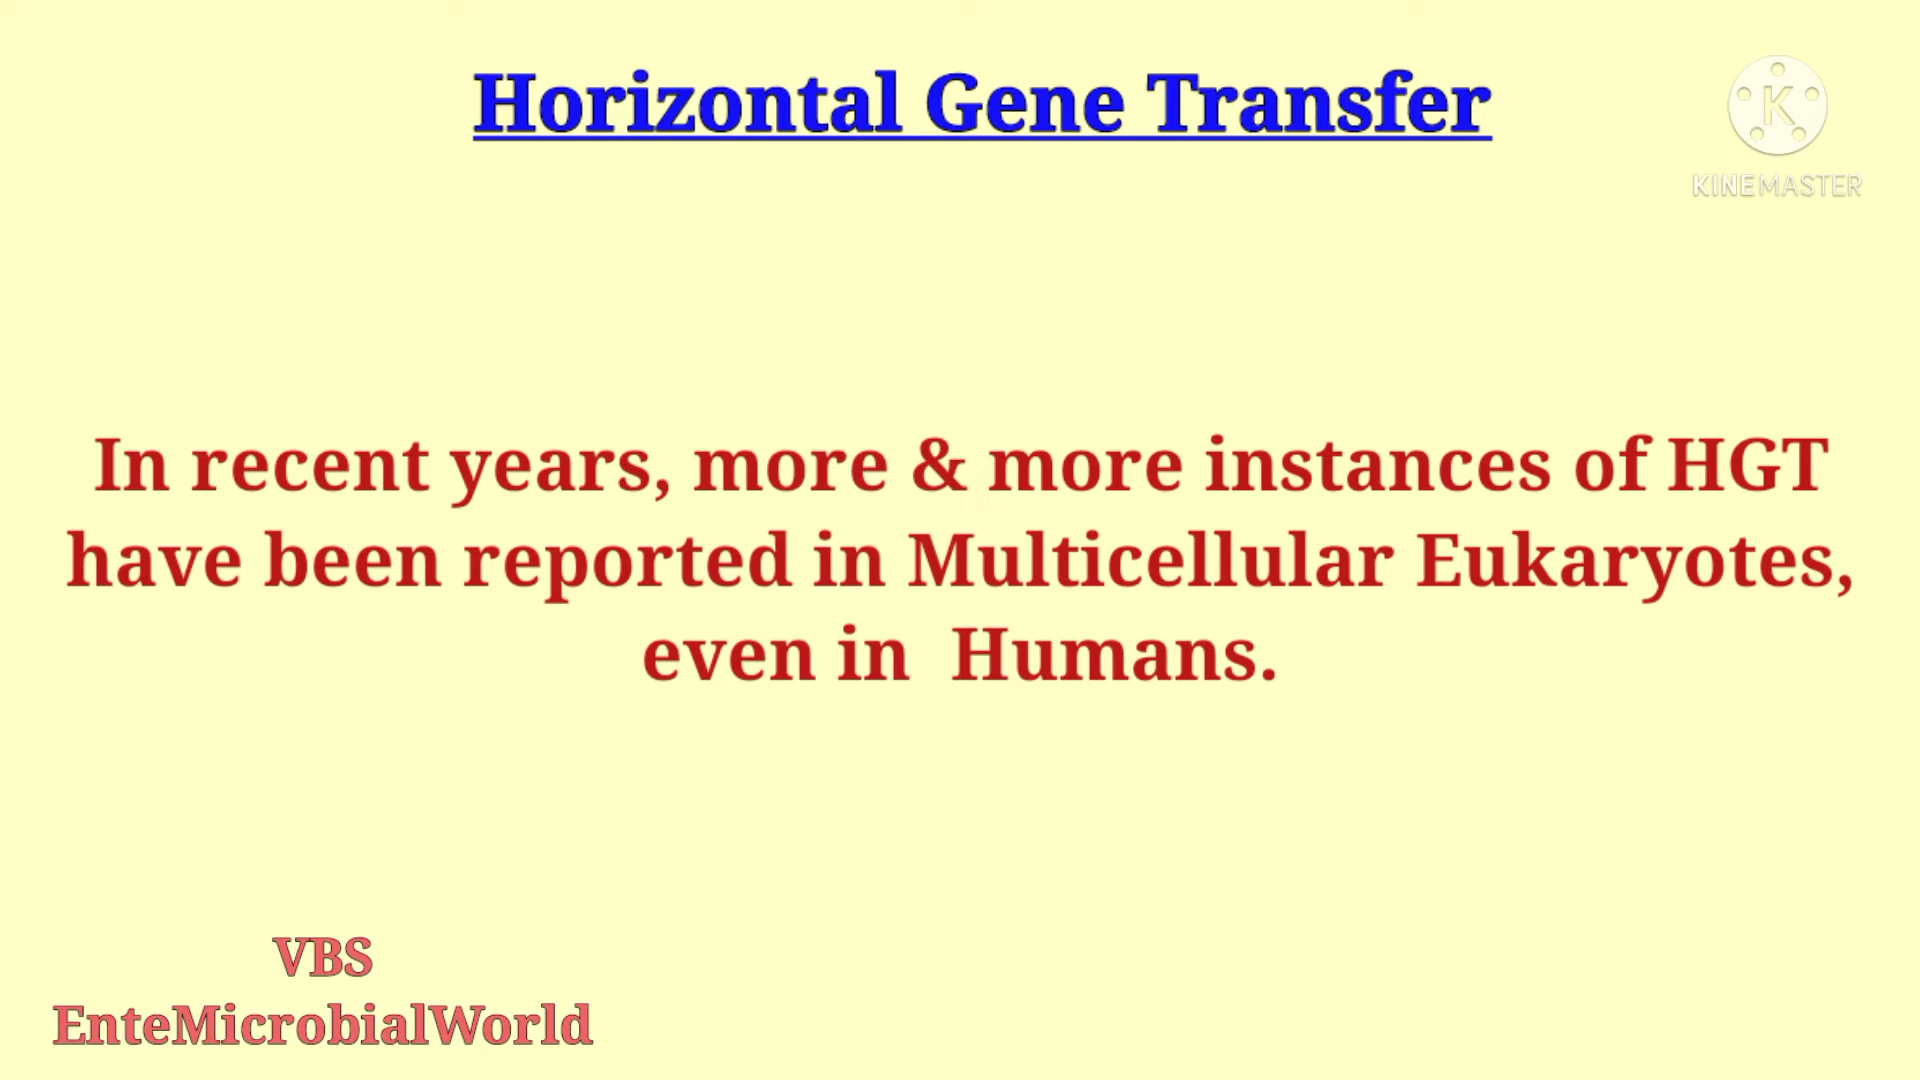 Horizontal Gene Transfer
K
KINEMASTER
In recent years, more & more instances of HGT
have been reported in Multicellular Eukaryotes,
even in  Humans.
VBS
EnteMicrobialWorld